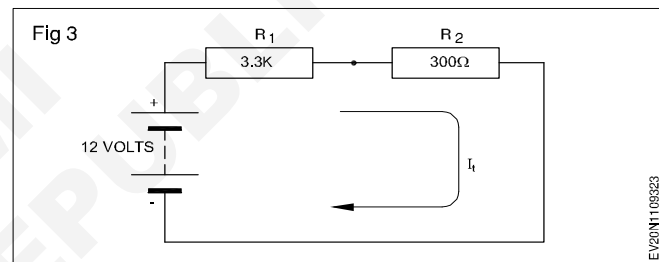 Fig 3
R1
R2
3.3K
300Ω
+
12 VOLTS
-
It
EV20N1109323